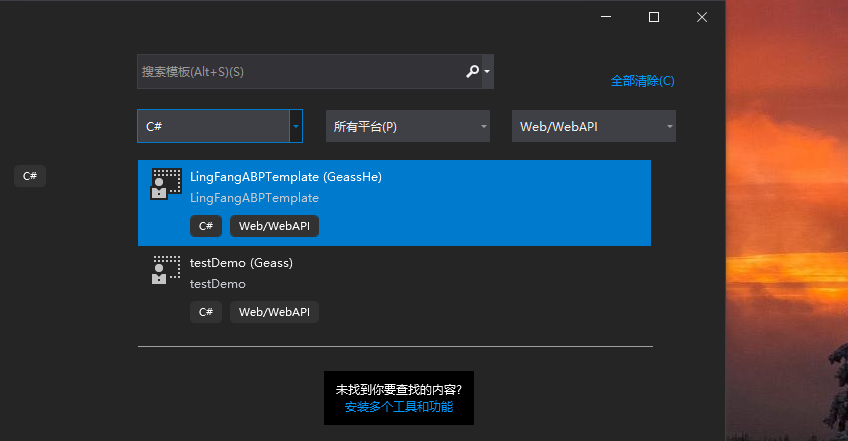 搜索模板(Alt+S)(S)
全部清除(C)
C# 所有平台(P) Web/WebAPI
C#
LingFangABPTemplate (GeassHe)
LingFangABPTemplate
C# Web/WebAPI
testDemo (Geass)
testDemo
C# Web/WebAPI
未找到你要查找的内容?
安装多个工具和功能